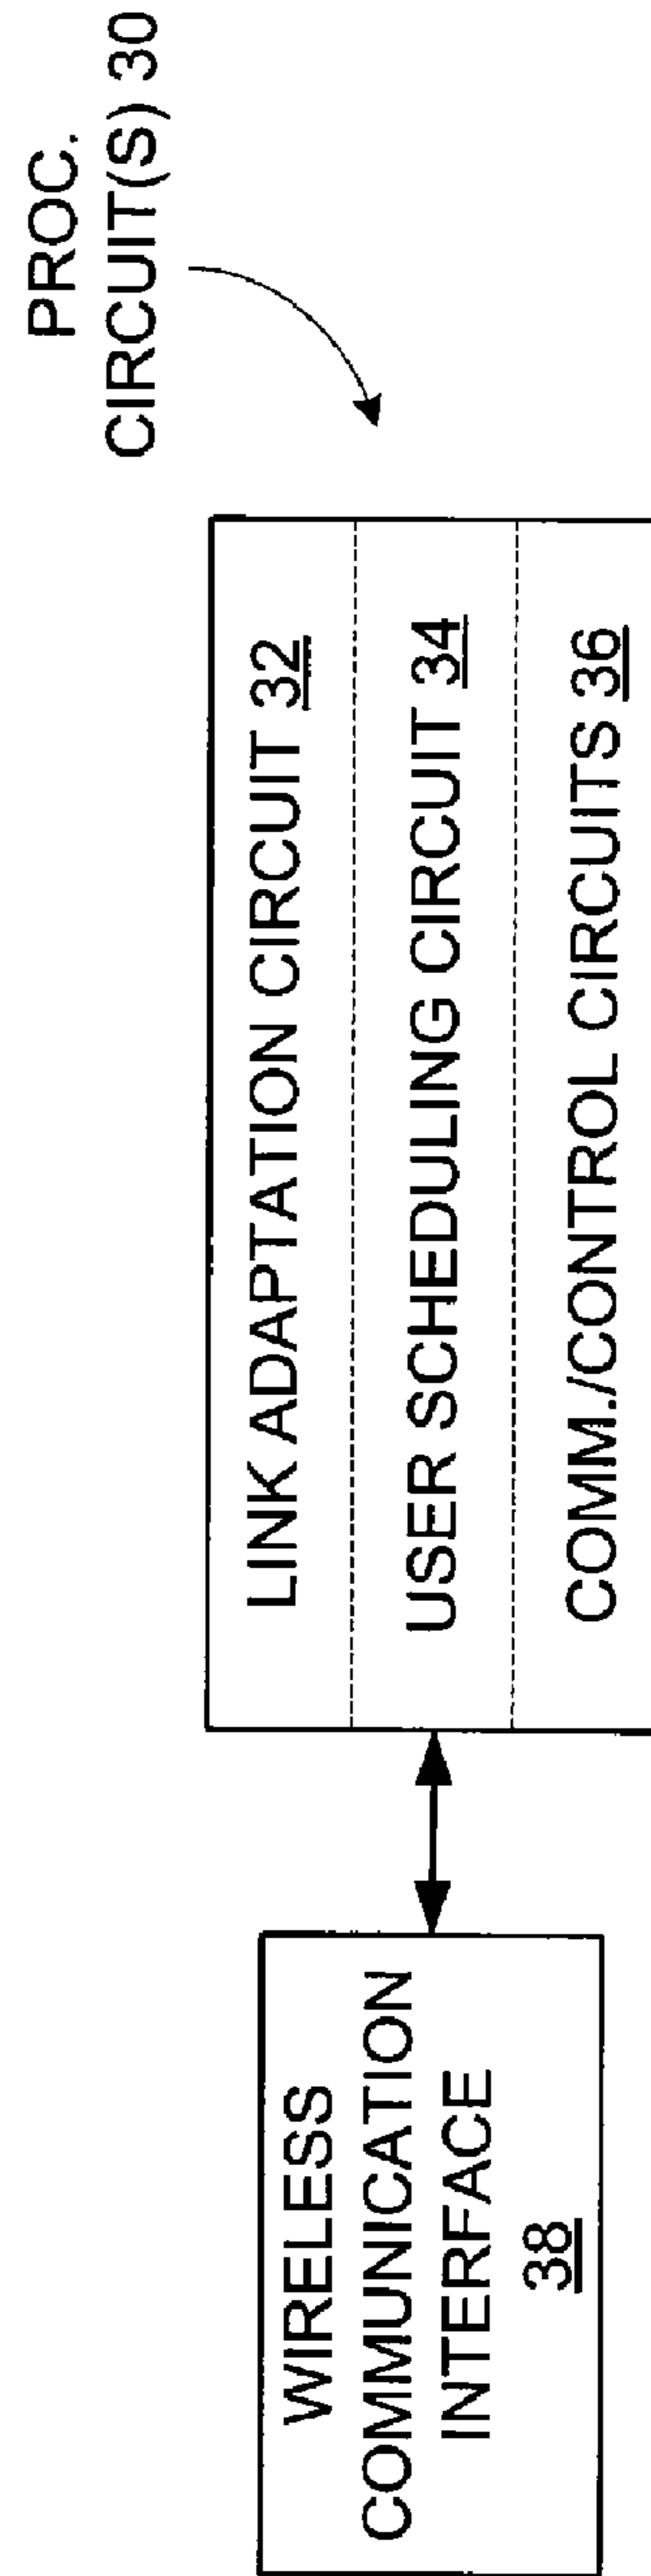 PROC.
CIRCUIT(S) 30
LINK ADAPTATION CIRCUIT 32
USER SCHEDULING CIRCUIT 34
COMM./CONTROL CIRCUITS 36
WIRELESS
COMMUNICATION
INTERFACE
38